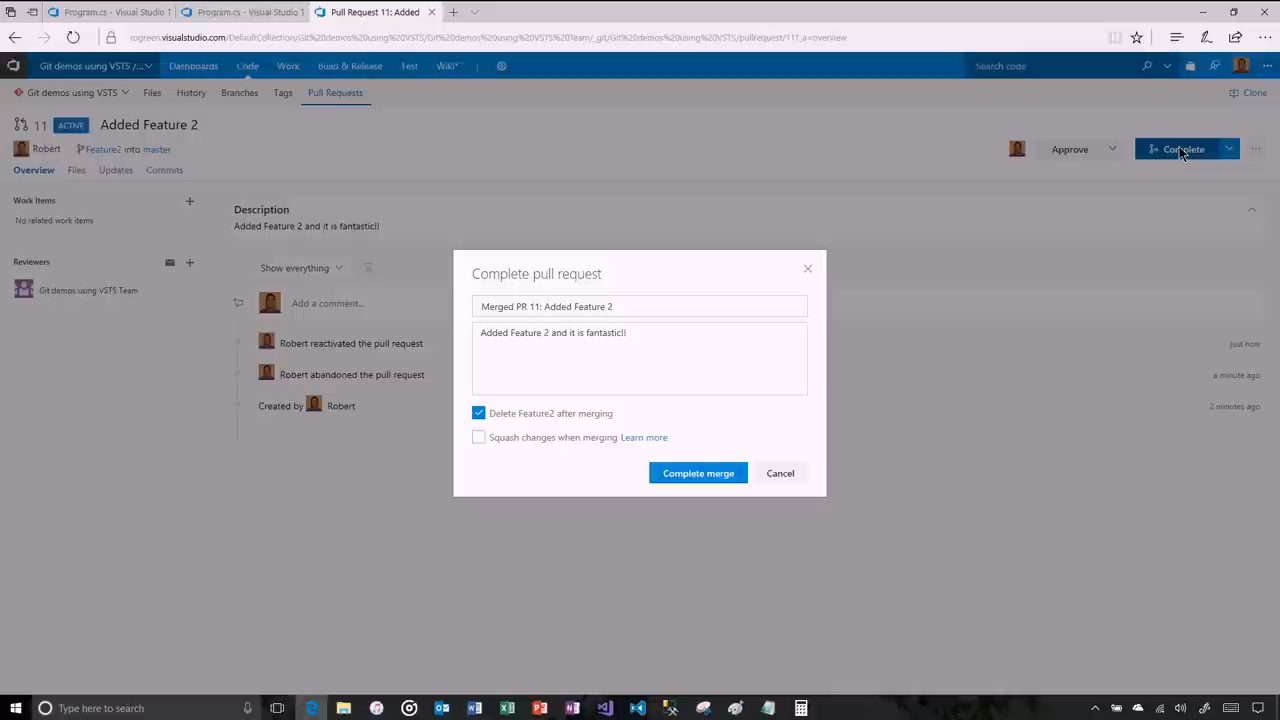 Program.cs - Visual Studio T
Program.cs - Visual Studio T
Pull Request 11: Added
rogreen.visualstudio.com/DefaultCollection/Git%20demos%20using%20VSTS/Git%20demos%20using%20VSTS%20Team/_git/Git%20demos%20using%20VSTS/pullrequest/11?_a=overview
Git demos using VSTS /...
Dashboards
Code
Work
Build & Release
Test
Wiki*
Search code
Git demos using VSTS
Files
History
Branches
Tags
Pull Requests
Clone
11
ACTIVE
Added Feature 2
Robert
Feature2 into master
Approve
Complete
Overview
Files
Updates
Commits
Work Items
No related work items
Reviewers
Git demos using VSTS Team
Description
Added Feature 2 and it is fantastic!!
Show everything
Add a comment...
Robert reactivated the pull request
just now
Robert abandoned the pull request
a minute ago
Created by Robert
2 minutes ago
Complete pull request
Merged PR 11: Added Feature 2
Added Feature 2 and it is fantastic!!
Delete Feature2 after merging
Squash changes when merging Learn more
Complete merge
Cancel
Type here to search